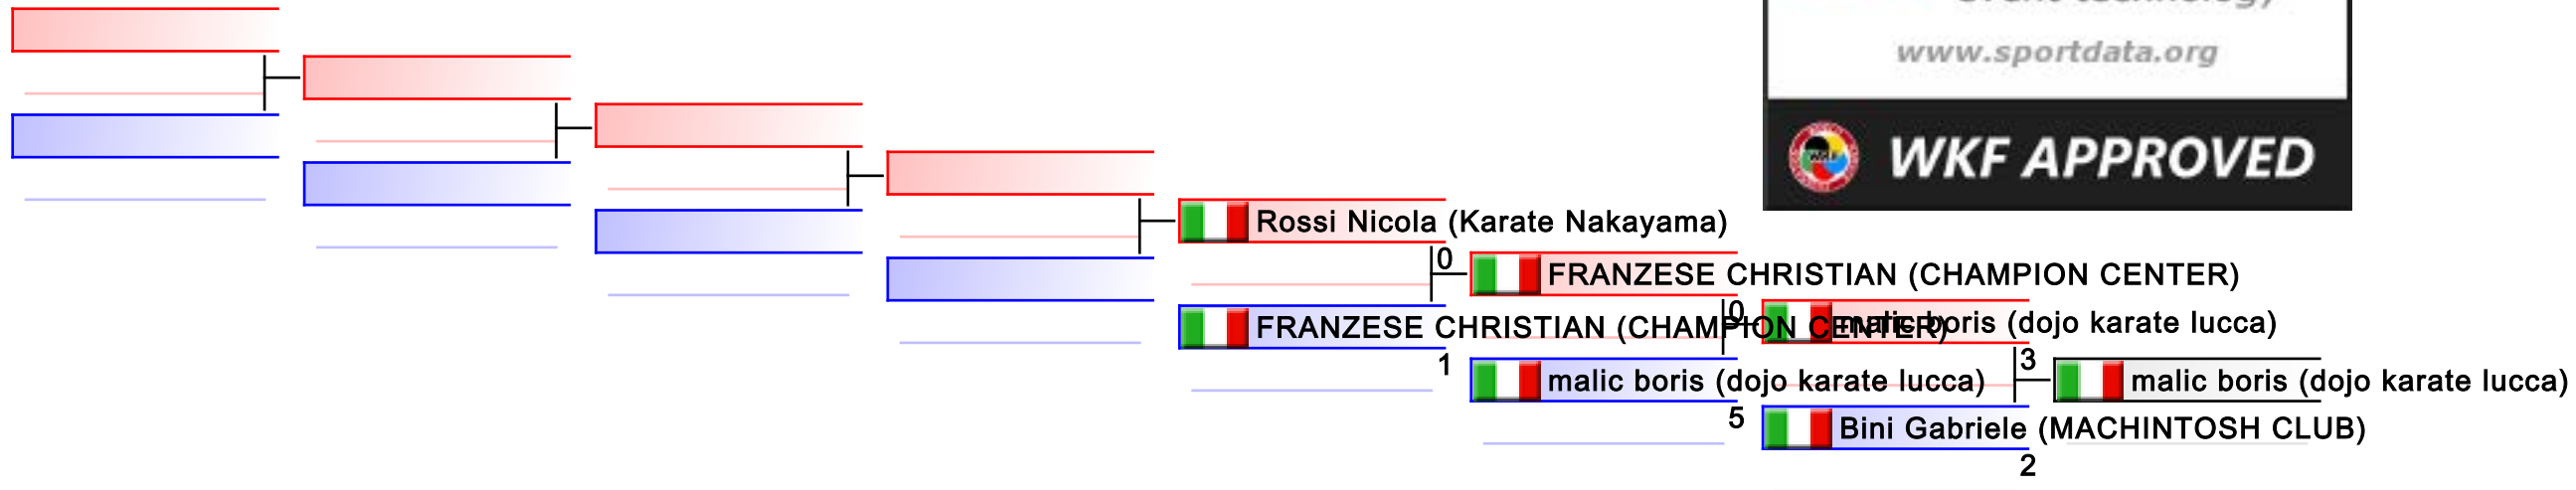 www.sportdata.org
WKF APPROVED
Rossi Nicola (Karate Nakayama)
0
FRANZESE CHRISTIAN (CHAMPION CENTER)
0
malic boris (dojo karate lucca)
FRANZESE CHRISTIAN (CHAMPION CENTER)
1
3
malic boris (dojo karate lucca)
malic boris (dojo karate lucca)
5
Bini Gabriele (MACHINTOSH CLUB)
2